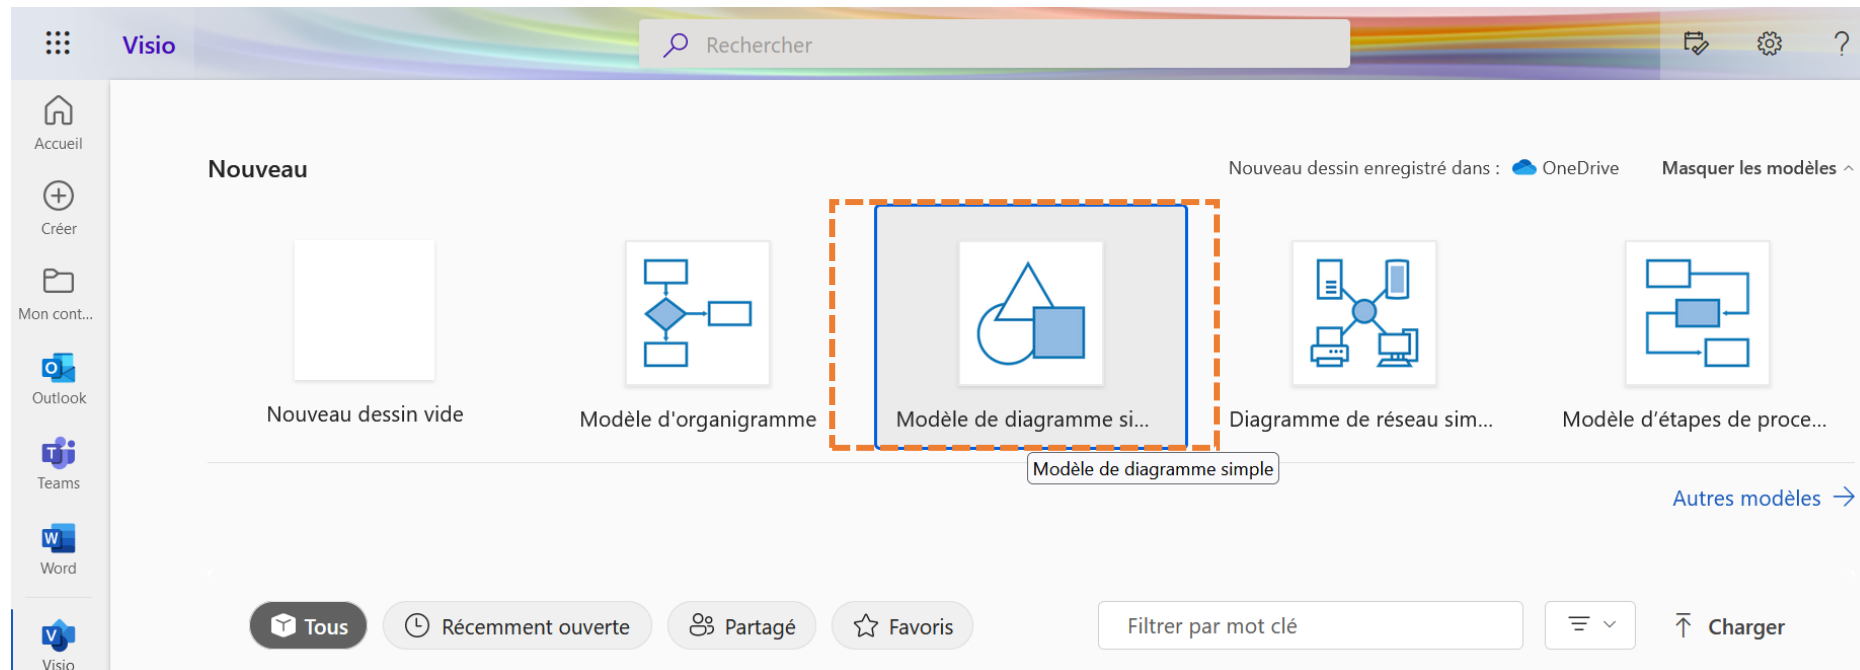 Visio
Rechercher
Accueil
Créer
Mon cont...
Outlook
Teams
Word
Visio
Nouveau
Nouveau dessin enregistré dans : OneDrive
Masquer les modèles
Nouveau dessin vide
Modèle d'organigramme
Modèle de diagramme si...
Diagramme de réseau sim...
Modèle d’étapes de proce...
Modèle de diagramme simple
Autres modèles
Tous
Récemment ouverte
Partagé
Favoris
Filtrer par mot clé
Charger